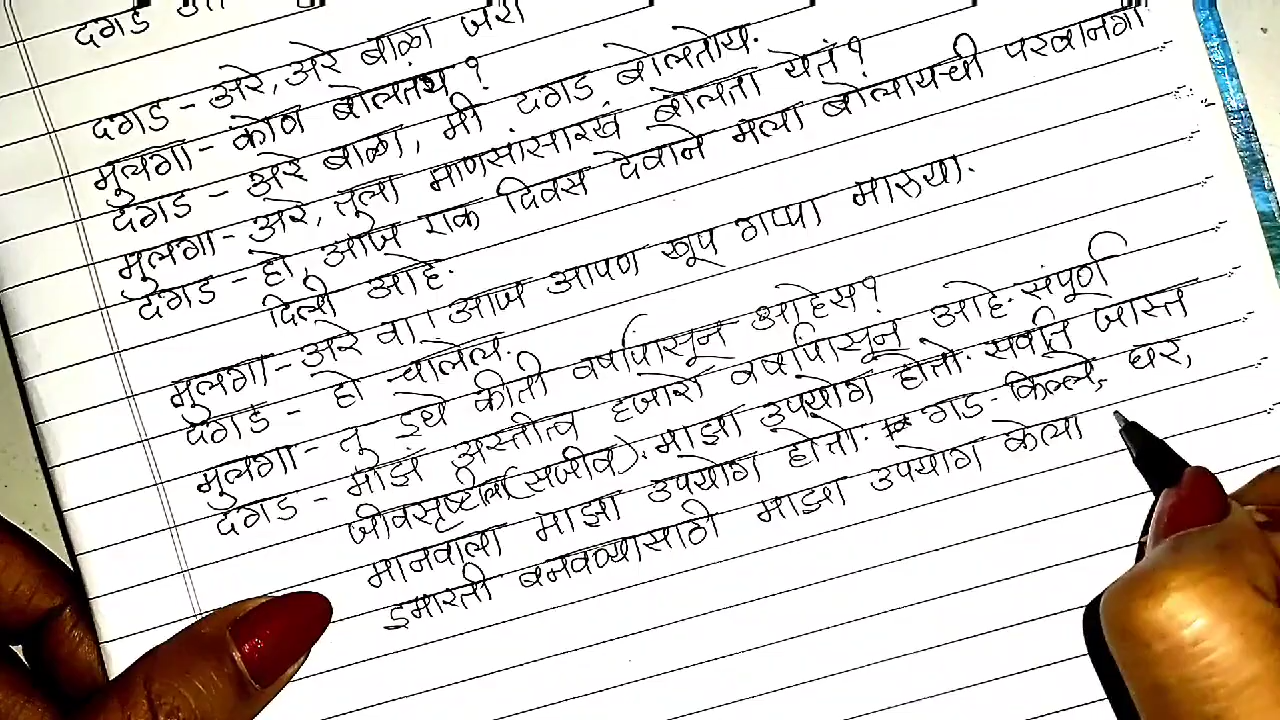 दगड
दगड - अरे, अरे बाळा जरा
मुलगा - कोण बोलतंय ?
दगड - अरे बाळा, मी दगड बोलतोय.
मुलगा - अरे, तुला माणसांसारखं बोलता येतं ?
दगड - हो, आज एक दिवस देवाने मला बोलायची परवानगी
दिली आहे.
मुलगा - अरे वा ! आज आपण खूप गप्पा मारुया.
दगड - हो चालेल.
मुलगा - तु इथे कीती वर्षांपासून आहेस ?
दगड - माझं अस्तीत्व हजारो वर्षांपासून आहे. संपूर्ण
जीवसृष्टीला (सजीव). माझा उपयोग होतो. सर्वात जास्त
मानवाला माझा उपयोग होतो. गड - किल्ले, घर,
इमारती बनवण्यासाठी माझा उपयोग केला